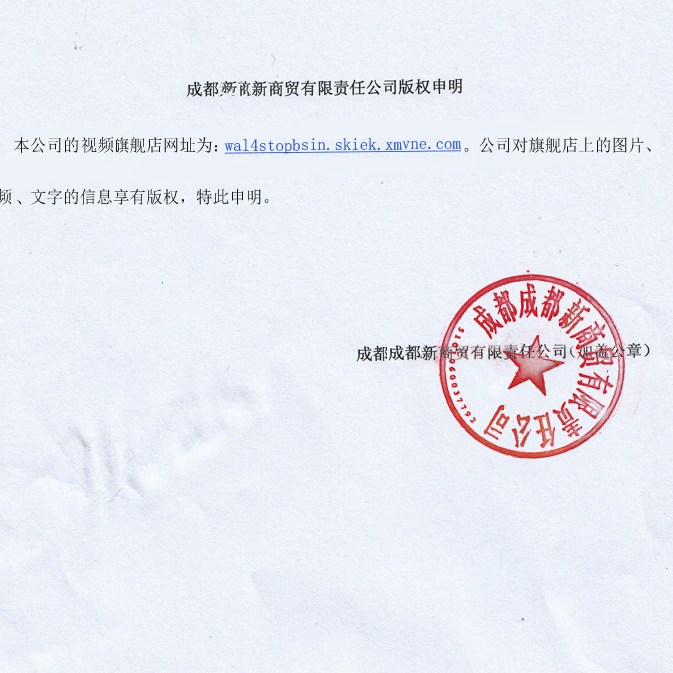 成都新商新商贸有限责任公司版权申明
本公司的视频旗舰店网址为：wal4stopbsin.skiek.xmvne.com。公司对旗舰店上的图片、
频、文字的信息享有版权，特此申明。
成都成都新商贸有限责任公司
成都成都新商贸有限责任公司（加盖公章）